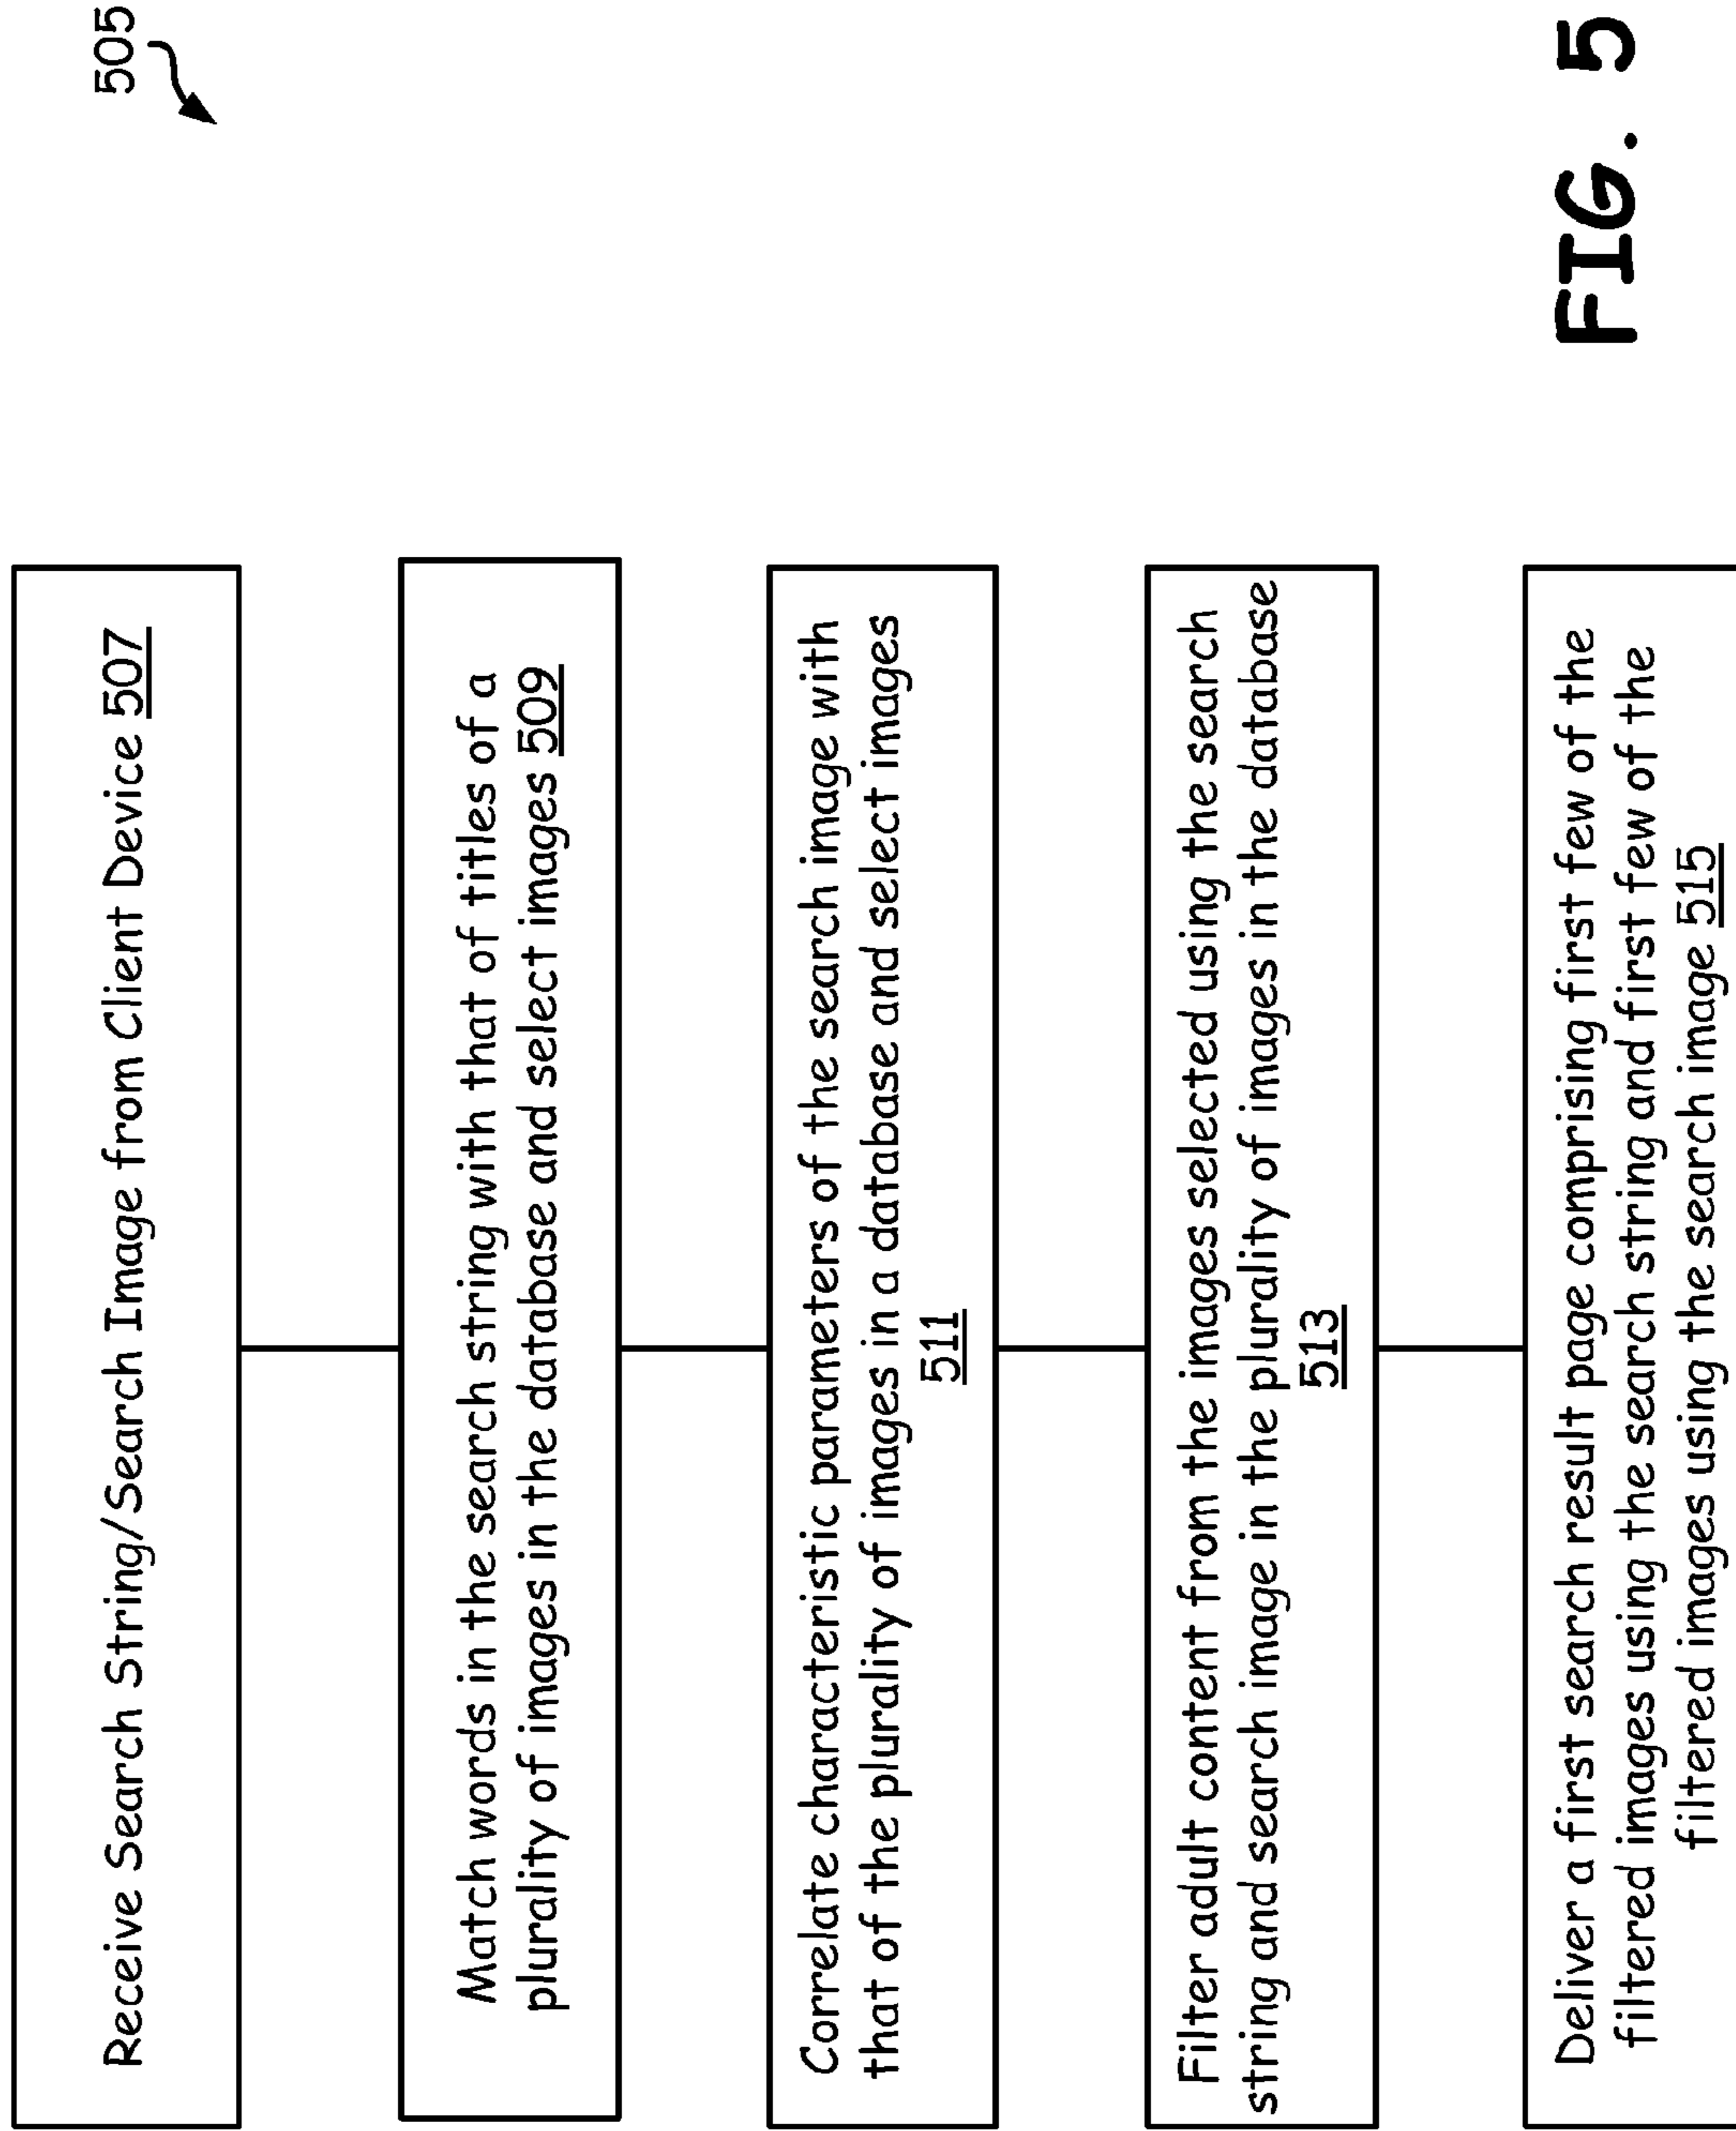 505
Receive Search String/Search Image from Client Device 507
Match words in the search string with that of titles of a
plurality of images in the database and select images 509
Correlate characteristic parameters of the search image with
that of the plurality of images in a database and select images
511
Filter adult content from the images selected using the search
string and search image in the plurality of images in the database
513
Deliver a first search result page comprising first few of the
filtered images using the search string and first few of the
filtered images using the search image 515
FIG. 5